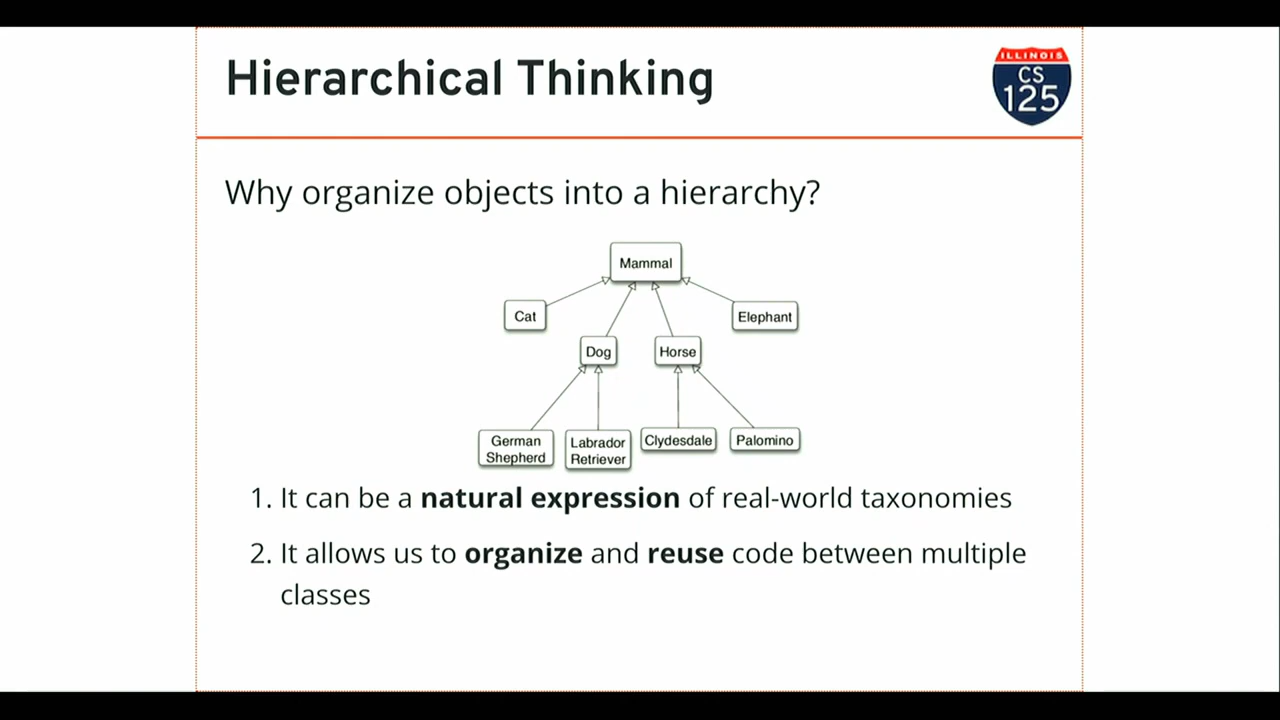 Hierarchical Thinking
ILLINOIS
CS
125
Why organize objects into a hierarchy?
Mammal
Cat
Elephant
Dog
Horse
German
Shepherd
Labrador
Retriever
Clydesdale
Palomino
1. It can be a natural expression of real-world taxonomies
2. It allows us to organize and reuse code between multiple
classes